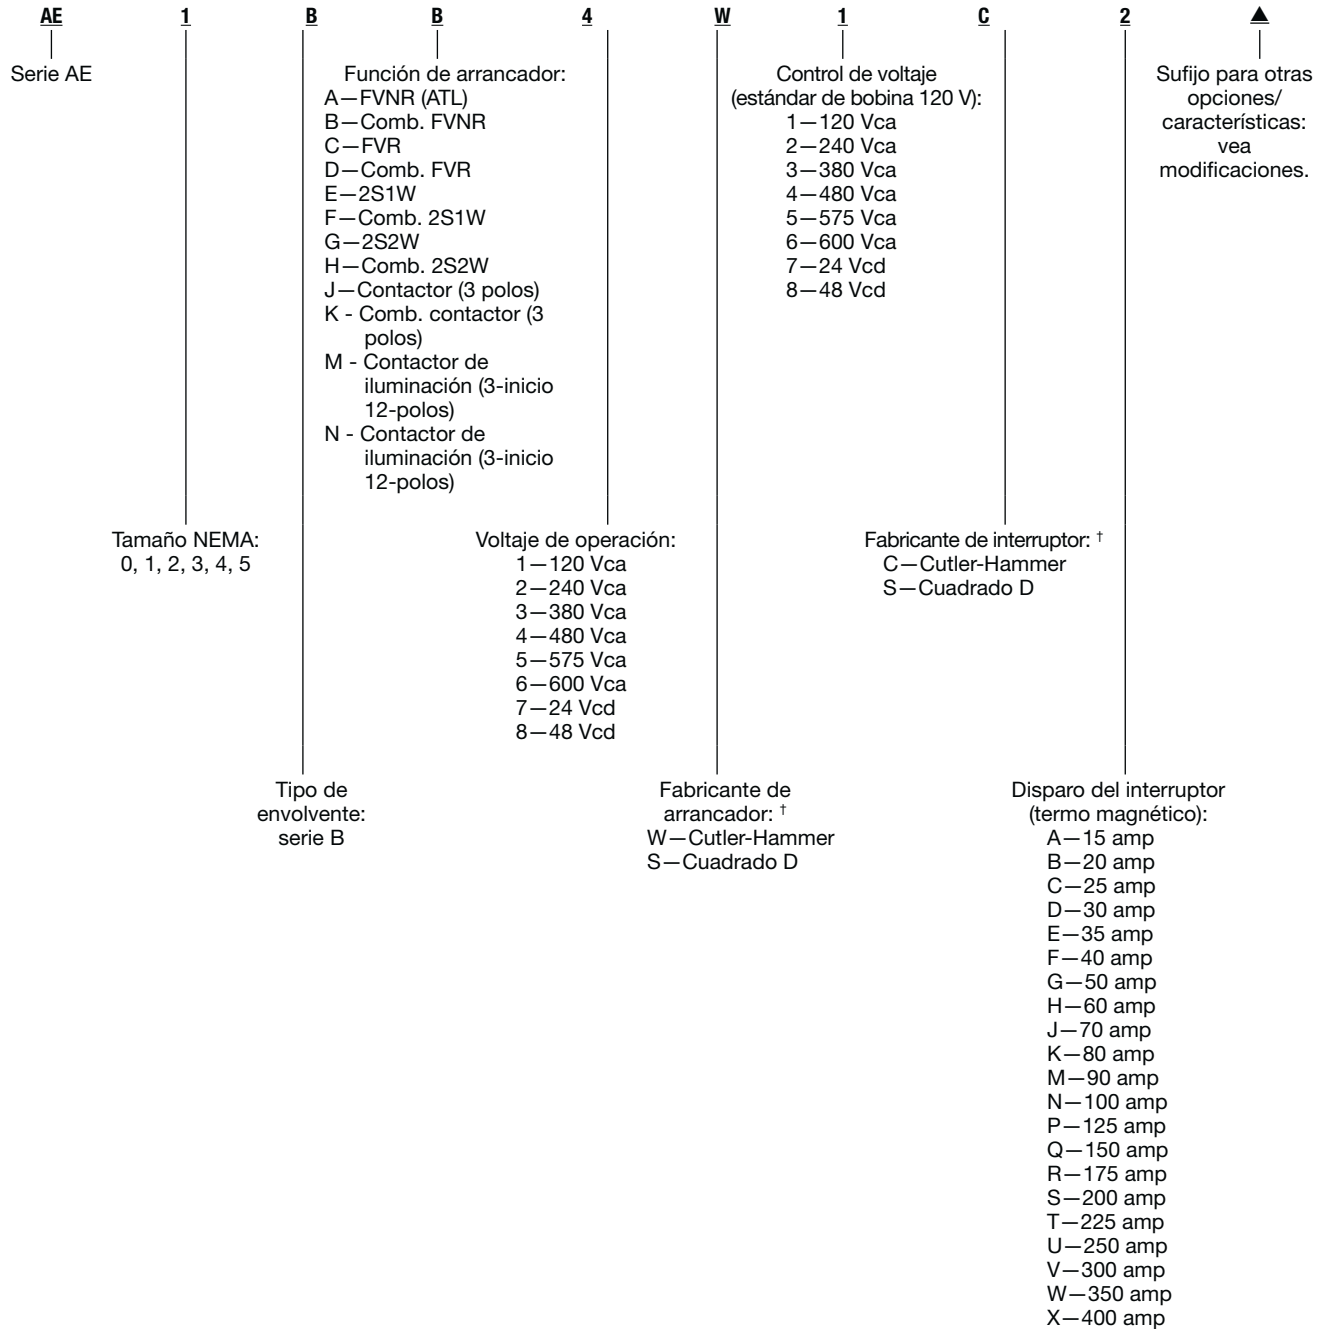 AE 1 B B 4 W 1 C 2 ▲
Serie AE
Función de arrancador:
A—FVNR (ATL)
B—Comb. FVNR
C—FVR
D—Comb. FVR
E—2S1W
F—Comb. 2S1W
G—2S2W
H—Comb. 2S2W
J—Contactor (3 polos)
K - Comb. contactor (3
polos)
M - Contactor de
iluminación (3-inicio
12-polos)
N - Contactor de
iluminación (3-inicio
12-polos)
Control de voltaje
(estándar de bobina 120 V):
1—120 Vca
2—240 Vca
3—380 Vca
4—480 Vca
5—575 Vca
6—600 Vca
7—24 Vcd
8—48 Vcd
Sufijo para otras
opciones/
características:
vea
modificaciones.
Tamaño NEMA:
0, 1, 2, 3, 4, 5
Voltaje de operación:
1—120 Vca
2—240 Vca
3—380 Vca
4—480 Vca
5—575 Vca
6—600 Vca
7—24 Vcd
8—48 Vcd
Fabricante de interruptor: †
C—Cutler-Hammer
S—Cuadrado D
Tipo de
envolvente:
serie B
Fabricante de
arrancador: †
W—Cutler-Hammer
S—Cuadrado D
Disparo del interruptor
(termo magnético):
A—15 amp
B—20 amp
C—25 amp
D—30 amp
E—35 amp
F—40 amp
G—50 amp
H—60 amp
J—70 amp
K—80 amp
M—90 amp
N—100 amp
P—125 amp
Q—150 amp
R—175 amp
S—200 amp
T—225 amp
U—250 amp
V—300 amp
W—350 amp
X—400 amp